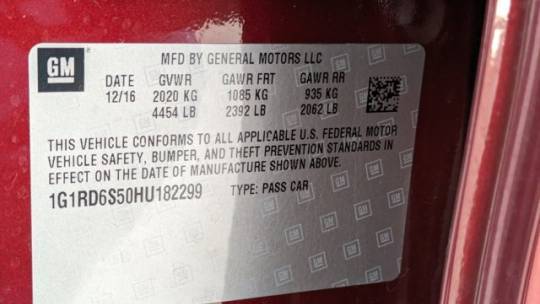 GM
MFD BY GENERAL MOTORS LLC
DATE GVWR GAWR FRT GAWR RR
12/16 2020 KG 1085 KG 935 KG
4454 LB 2392 LB 2062 LB
THIS VEHICLE CONFORMS TO ALL APPLICABLE U.S. FEDERAL MOTOR
VEHICLE SAFETY, BUMPER, AND THEFT PREVENTION STANDARDS IN
EFFECT ON THE DATE OF MANUFACTURE SHOWN ABOVE.
1G1RD6S50HU182299 TYPE: PASS CAR